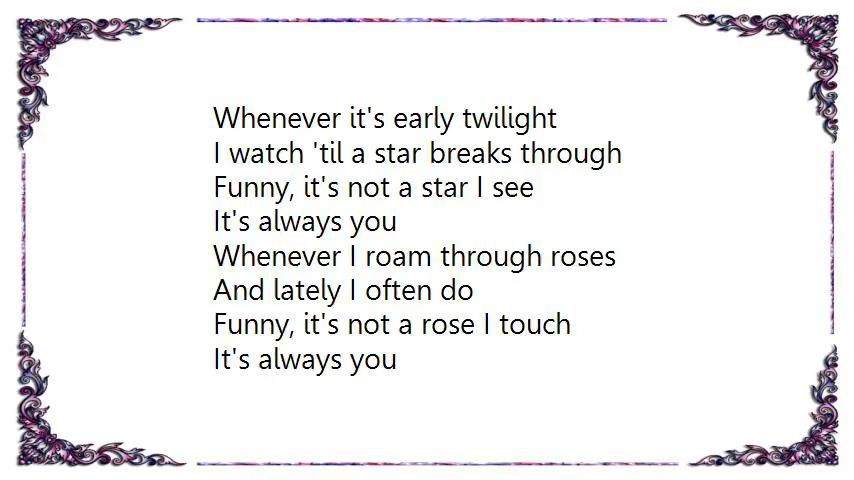 Whenever it's early twilight
I watch 'til a star breaks through
Funny, it's not a star I see
It's always you
Whenever I roam through roses
And lately I often do
Funny, it's not a rose I touch
It's always you